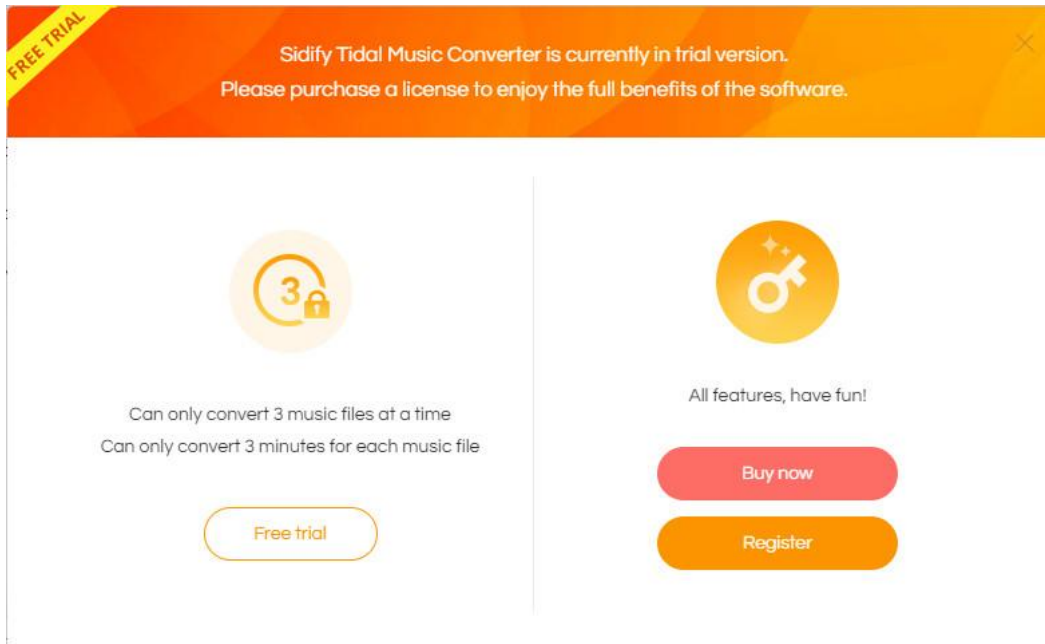 FREE TRIAL
Sidify Tidal Music Converter is currently in trial version.
Please purchase a license to enjoy the full benefits of the software.
3
Can only convert 3 music files at a time
Can only convert 3 minutes for each music file
Free trial
All features, have fun!
Buy now
Register